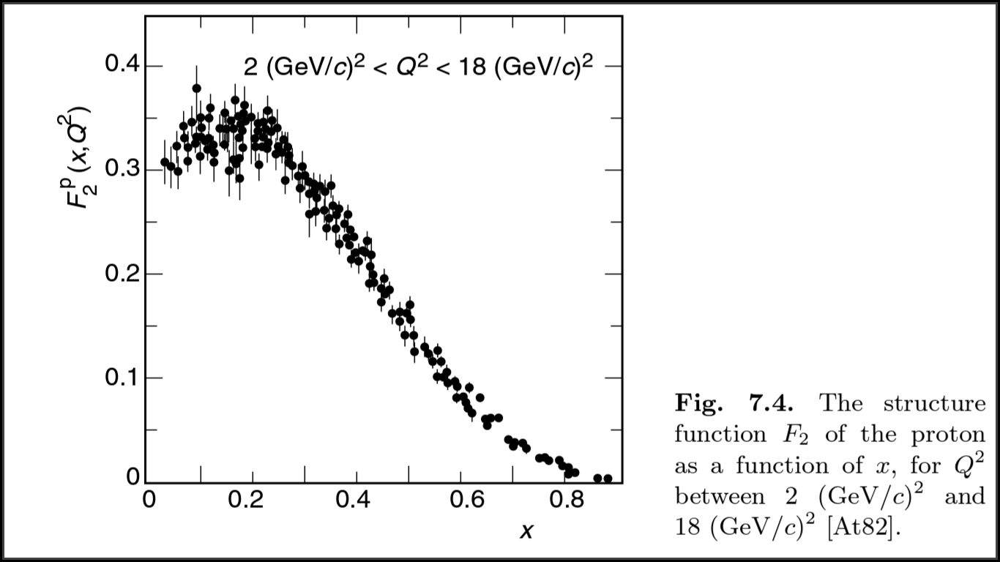 0.4
0.3
0.2
0.1
0
F₂ᵖ(x,Q²)
2 (GeV/c)² < Q² < 18 (GeV/c)²
0 0.2 0.4 0.6 0.8
x
Fig. 7.4. The structure
function F₂ of the proton
as a function of x, for Q²
between 2 (GeV/c)² and
18 (GeV/c)² [At82].